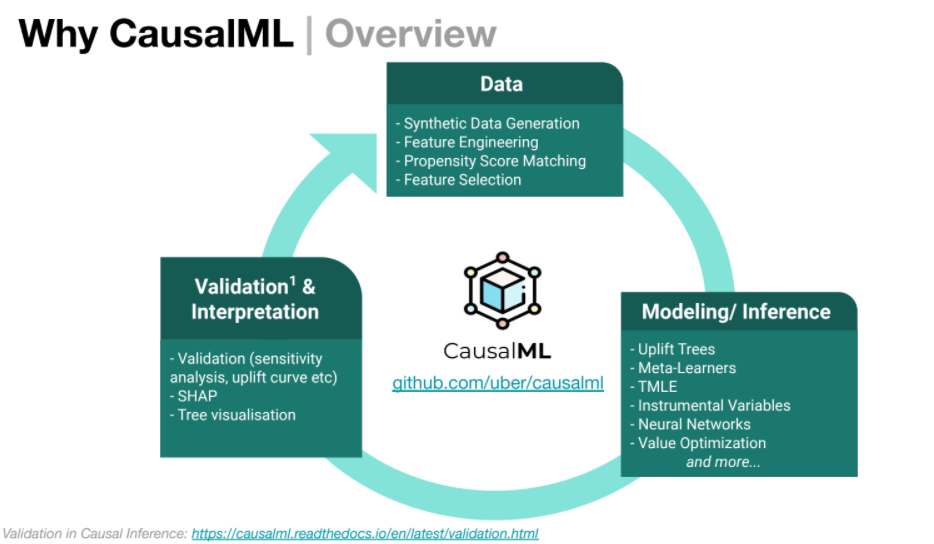 Why CausalML | Overview
Data
- Synthetic Data Generation
- Feature Engineering
- Propensity Score Matching
- Feature Selection
Validation¹ &
Interpretation
- Validation (sensitivity
analysis, uplift curve etc)
- SHAP
- Tree visualisation
CausalML
github.com/uber/causalml
Modeling/ Inference
- Uplift Trees
- Meta-Learners
- TMLE
- Instrumental Variables
- Neural Networks
- Value Optimization
and more...
Validation in Causal Inference: https://causalml.readthedocs.io/en/latest/validation.html